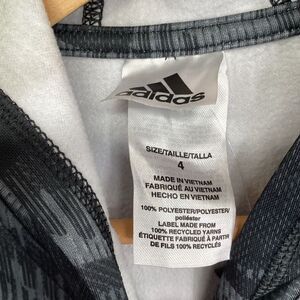 adidas
SIZE/TAILLE/TALLA
4
MADE IN VIETNAM
FABRIQUÉ AU VIETNAM
HECHO EN VIETNAM
100% POLYESTER/POLYESTER/
poliéster
LABEL MADE FROM
100% RECYCLED YARNS
ÉTIQUETTE FABRIQUÉE À PARTIR
DE FILS 100% RECYCLÉS